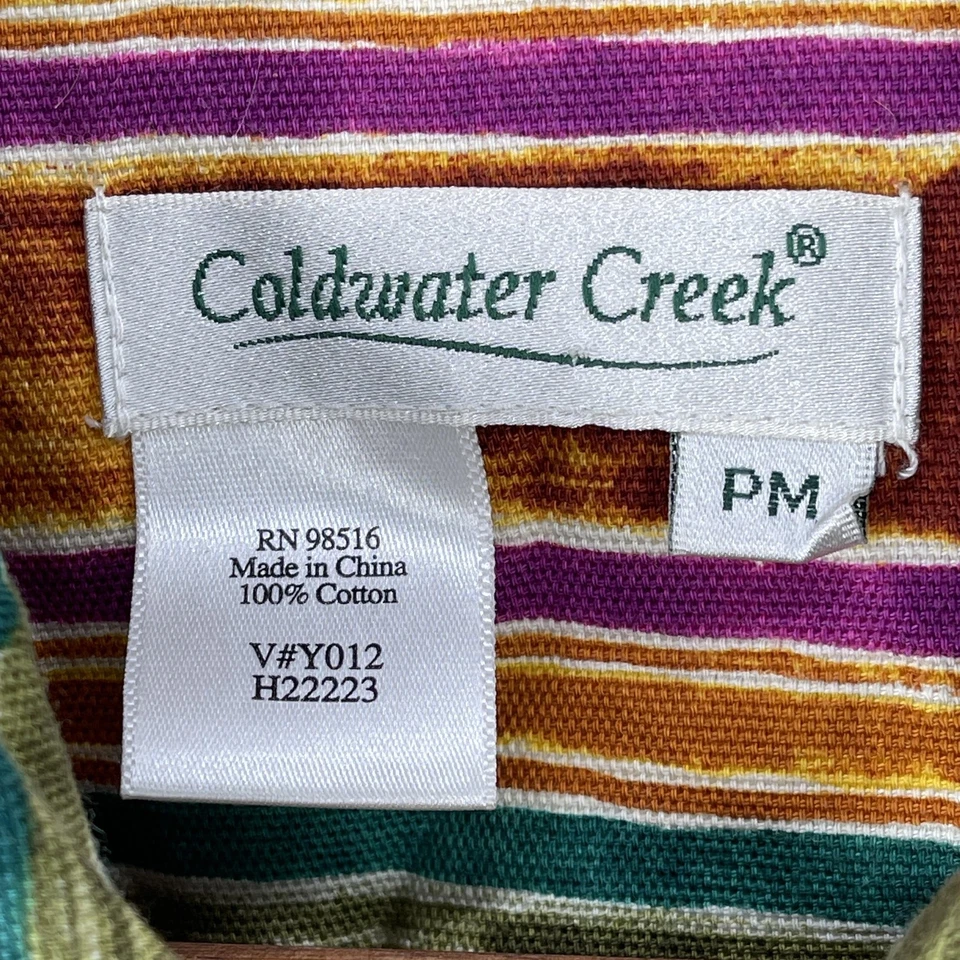 Coldwater Creek®
PM
RN 98516
Made in China
100% Cotton
V#Y012
H22223